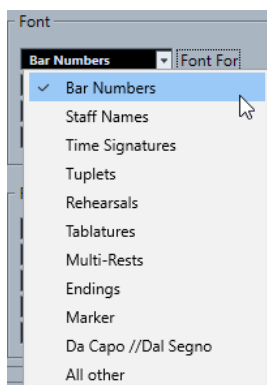 Font
Bar Numbers Font For
Bar Numbers
Staff Names
Time Signatures
Tuplets
Rehearsals
Tablatures
Multi-Rests
Endings
Marker
Da Capo //Dal Segno
All other